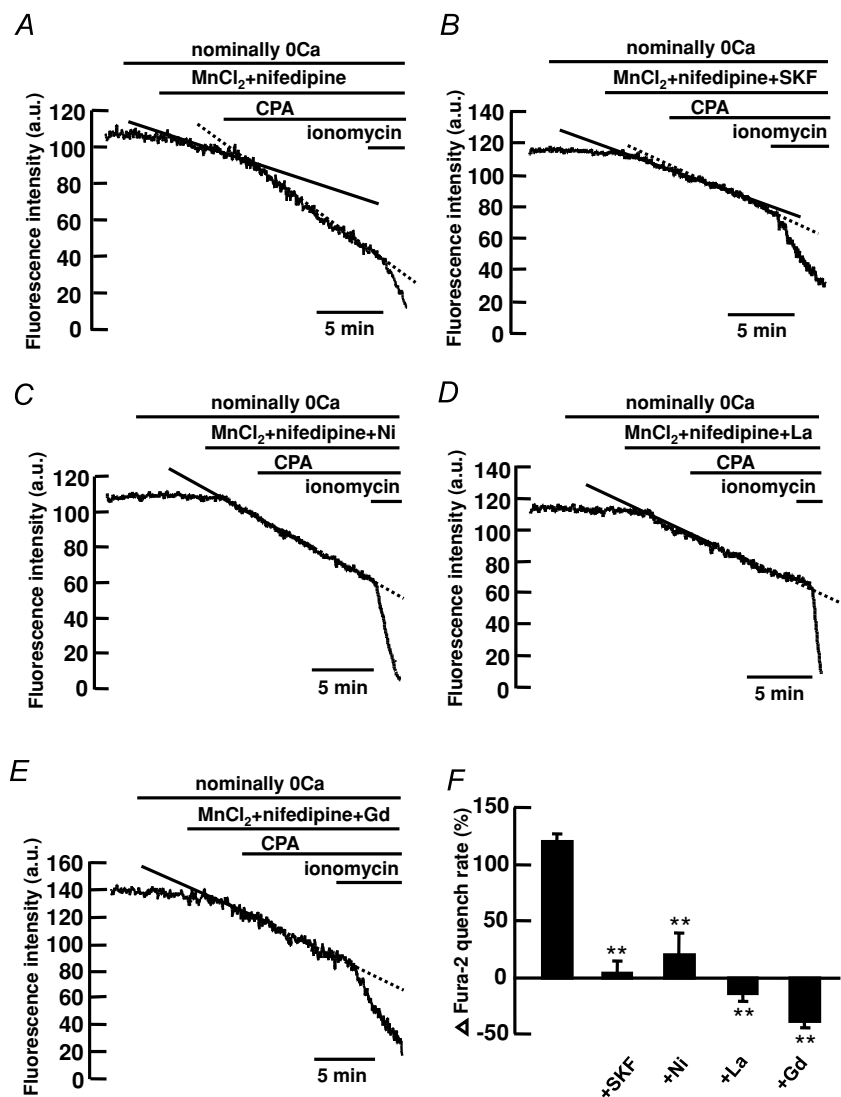 A
nominally 0Ca
MnCl₂+nifedipine
CPA
ionomycin
Fluorescence intensity (a.u.)
120
100
80
60
40
20
0
5 min
B
nominally 0Ca
MnCl₂+nifedipine+SKF
CPA
ionomycin
Fluorescence intensity (a.u.)
140
120
100
80
60
40
20
0
5 min
C
nominally 0Ca
MnCl₂+nifedipine+Ni
CPA
ionomycin
Fluorescence intensity (a.u.)
120
100
80
60
40
20
0
5 min
D
nominally 0Ca
MnCl₂+nifedipine+La
CPA
ionomycin
Fluorescence intensity (a.u.)
140
120
100
80
60
40
20
0
5 min
E
nominally 0Ca
MnCl₂+nifedipine+Gd
CPA
ionomycin
Fluorescence intensity (a.u.)
160
140
120
100
80
60
40
20
0
5 min
F
Δ Fura-2 quench rate (%)
150
100
50
0
-50
**
**
**
**
+SKF
+Ni
+La
+Gd